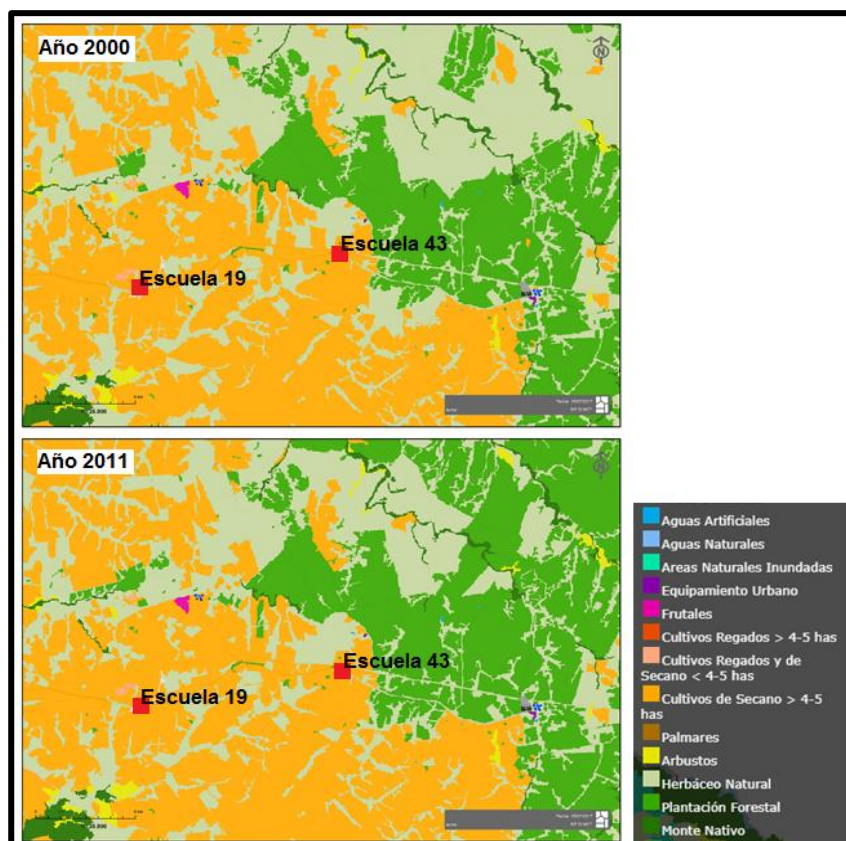 Año 2000
N
Escuela 43
Escuela 19
Año 2011
N
Escuela 43
Escuela 19
Aguas Artificiales
Aguas Naturales
Areas Naturales Inundadas
Equipamiento Urbano
Frutales
Cultivos Regados > 4-5 has
Cultivos Regados y de
Secano < 4-5 has
Cultivos de Secano > 4-5
has
Palmares
Arbustos
Herbáceo Natural
Plantación Forestal
Monte Nativo